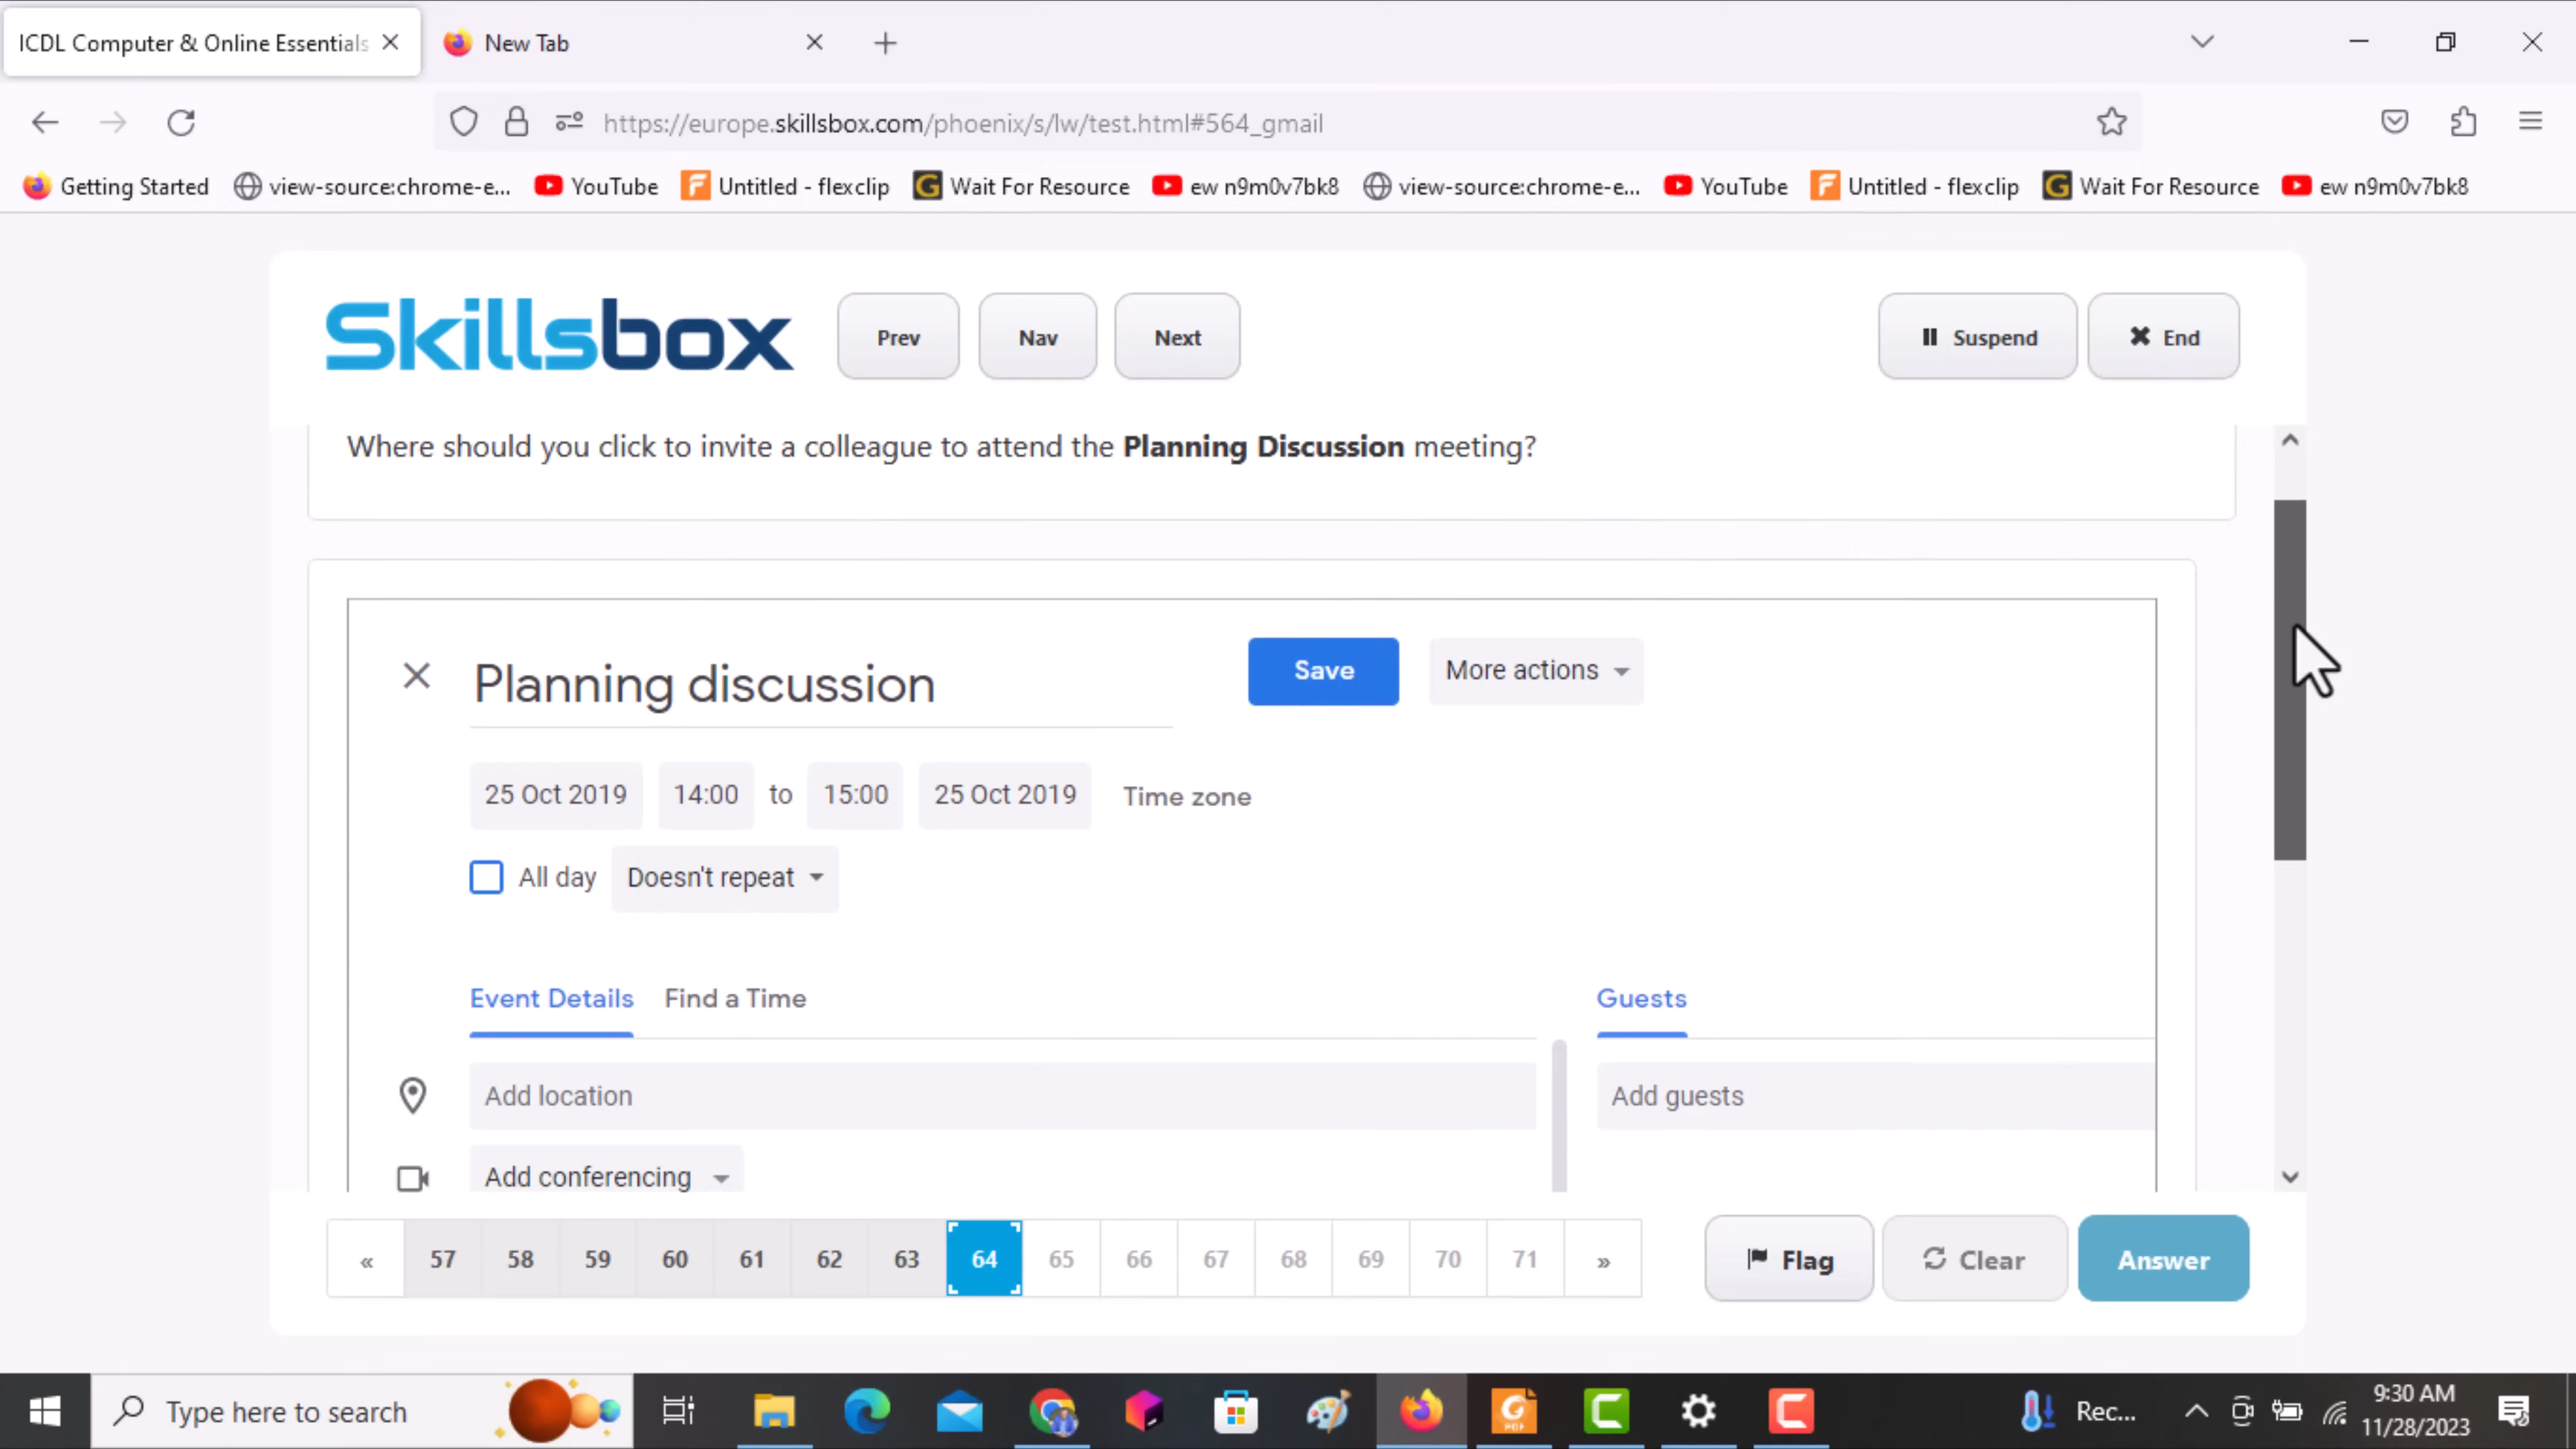 ICDL Computer & Online Essentials
New Tab
https://europe.skillsbox.com/phoenix/s/lw/test.html#564_gmail
Getting Started
view-source:chrome-e...
YouTube
Untitled - flexclip
Wait For Resource
ew n9m0v7bk8
view-source:chrome-e...
YouTube
Untitled - flexclip
Wait For Resource
ew n9m0v7bk8
Skillsbox
Prev
Nav
Next
Suspend
End
Where should you click to invite a colleague to attend the Planning Discussion meeting?
Planning discussion
Save
More actions
25 Oct 2019
14:00
to
15:00
25 Oct 2019
Time zone
All day
Doesn't repeat
Event Details
Find a Time
Guests
Add location
Add guests
Add conferencing
«
57
58
59
60
61
62
63
64
65
66
67
68
69
70
71
»
Flag
Clear
Answer
Type here to search
Rec...
9:30 AM
11/28/2023